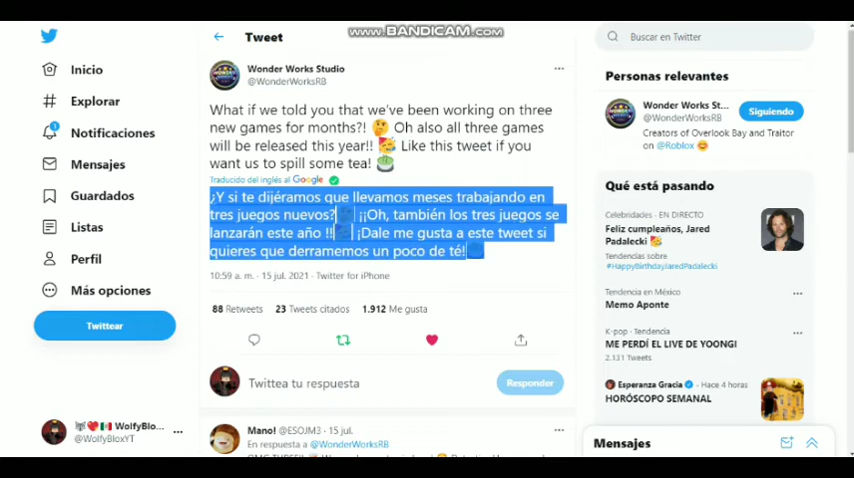 www.BANDICAM.com
Tweet
Buscar en Twitter
Inicio
Explorar
Notificaciones
Mensajes
Guardados
Listas
Perfil
Más opciones
Twittear
WolfyBlo...
@WolfyBloxYT
Wonder Works Studio
@WonderWorksRB
What if we told you that we've been working on three
new games for months?! Oh also all three games
will be released this year!! Like this tweet if you
want us to spill some tea!
Traducido del inglés al Google
¿Y si te dijéramos que llevamos meses trabajando en
tres juegos nuevos? ¡¡Oh, también los tres juegos se
lanzarán este año !! ¡Dale me gusta a este tweet si
quieres que derramemos un poco de té!
10:59 a. m. · 15 jul. 2021 · Twitter for iPhone
88 Retweets 23 Tweets citados 1.912 Me gusta
Twittea tu respuesta
Responder
Mano! @ESOJM3 · 15 jul.
En respuesta a @WonderWorksRB
Personas relevantes
Wonder Works St...
@WonderWorksRB
Siguiendo
Creators of Overlook Bay and Traitor
on @Roblox
Qué está pasando
Celebridades · EN DIRECTO
Feliz cumpleaños, Jared
Padalecki
Tendencias sobre
#HappyBirthdayJaredPadalecki
Tendencia en México
Memo Aponte
K-pop · Tendencia
ME PERDÍ EL LIVE DE YOONGI
2.131 Tweets
Esperanza Gracia · Hace 4 horas
HORÓSCOPO SEMANAL
Mensajes